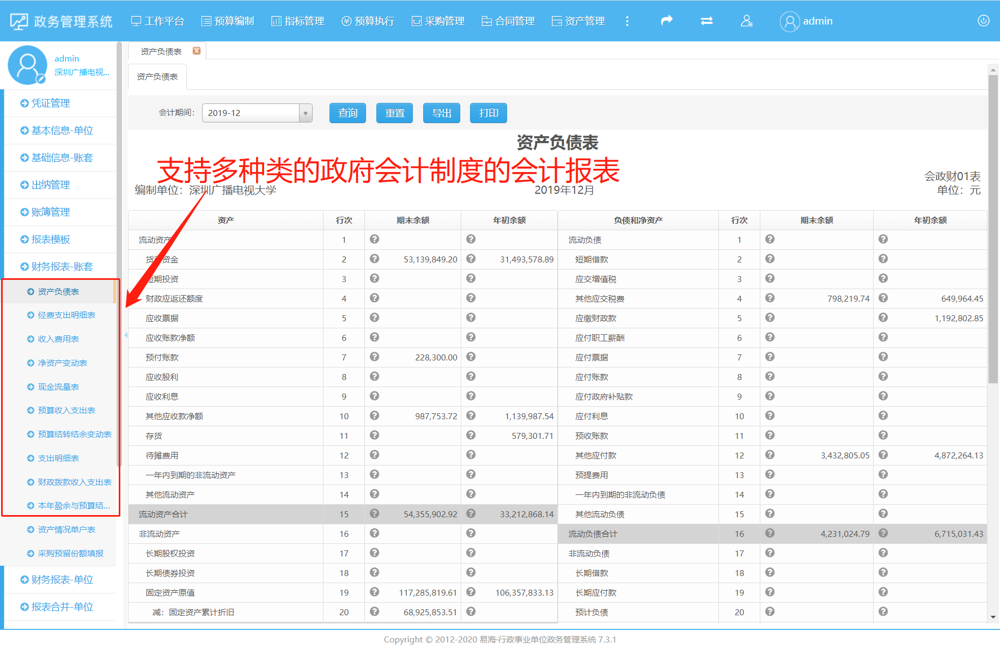 政务管理系统 工作平台 预算编制 指标管理 预算执行 采购管理 合同管理 资产管理 admin
admin
深圳广播电视...
凭证管理
基本信息-单位
基础信息-账套
出纳管理
账簿管理
报表模板
财务报表-账套
资产负债表
经费支出明细表
收入费用表
净资产变动表
现金流量表
预算收入支出表
预算结转结余变动表
支出明细表
财政拨款收入支出表
本年盈余与预算结...
资产情况单户表
采购预留份额填报
财务报表-单位
报表合并-单位
资产负债表
资产负债表
会计期间： 2019-12 查询 重置 导出 打印
资产负债表
支持多种类的政府会计制度的会计报表
会政财01表
编制单位：深圳广播电视大学 2019年12月 单位：元
资产 行次 期末余额 年初余额 负债和净资产 行次 期末余额 年初余额
流动资产 1 流动负债 1
货币资金 2 53,139,849.20 31,493,578.89 短期借款 2
短期投资 3 应交增值税 3
财政应返还额度 4 其他应交税费 4 798,219.74 649,964.45
应收票据 5 应缴财政款 5 1,192,802.85
应收账款净额 6 应付职工薪酬 6
预付账款 7 228,300.00 应付票据 7
应收股利 8 应付账款 8
应收利息 9 应付政府补贴款 9
其他应收款净额 10 987,753.72 1,139,987.54 应付利息 10
存货 11 579,301.71 预收账款 11
待摊费用 12 其他应付款 12 3,432,805.05 4,872,264.13
一年内到期的非流动资产 13 预提费用 13
其他流动资产 14 一年内到期的非流动负债 14
流动资产合计 15 54,355,902.92 33,212,868.14 其他流动负债 15
非流动资产 16 流动负债合计 16 4,231,024.79 6,715,031.43
长期股权投资 17 非流动负债 17
长期债券投资 18 长期借款 18
固定资产原值 19 117,285,819.61 106,357,833.13 长期应付款 19
减：固定资产累计折旧 20 68,925,853.51 预计负债 20
Copyright © 2012-2020 易海·行政事业单位政务管理系统 7.3.1